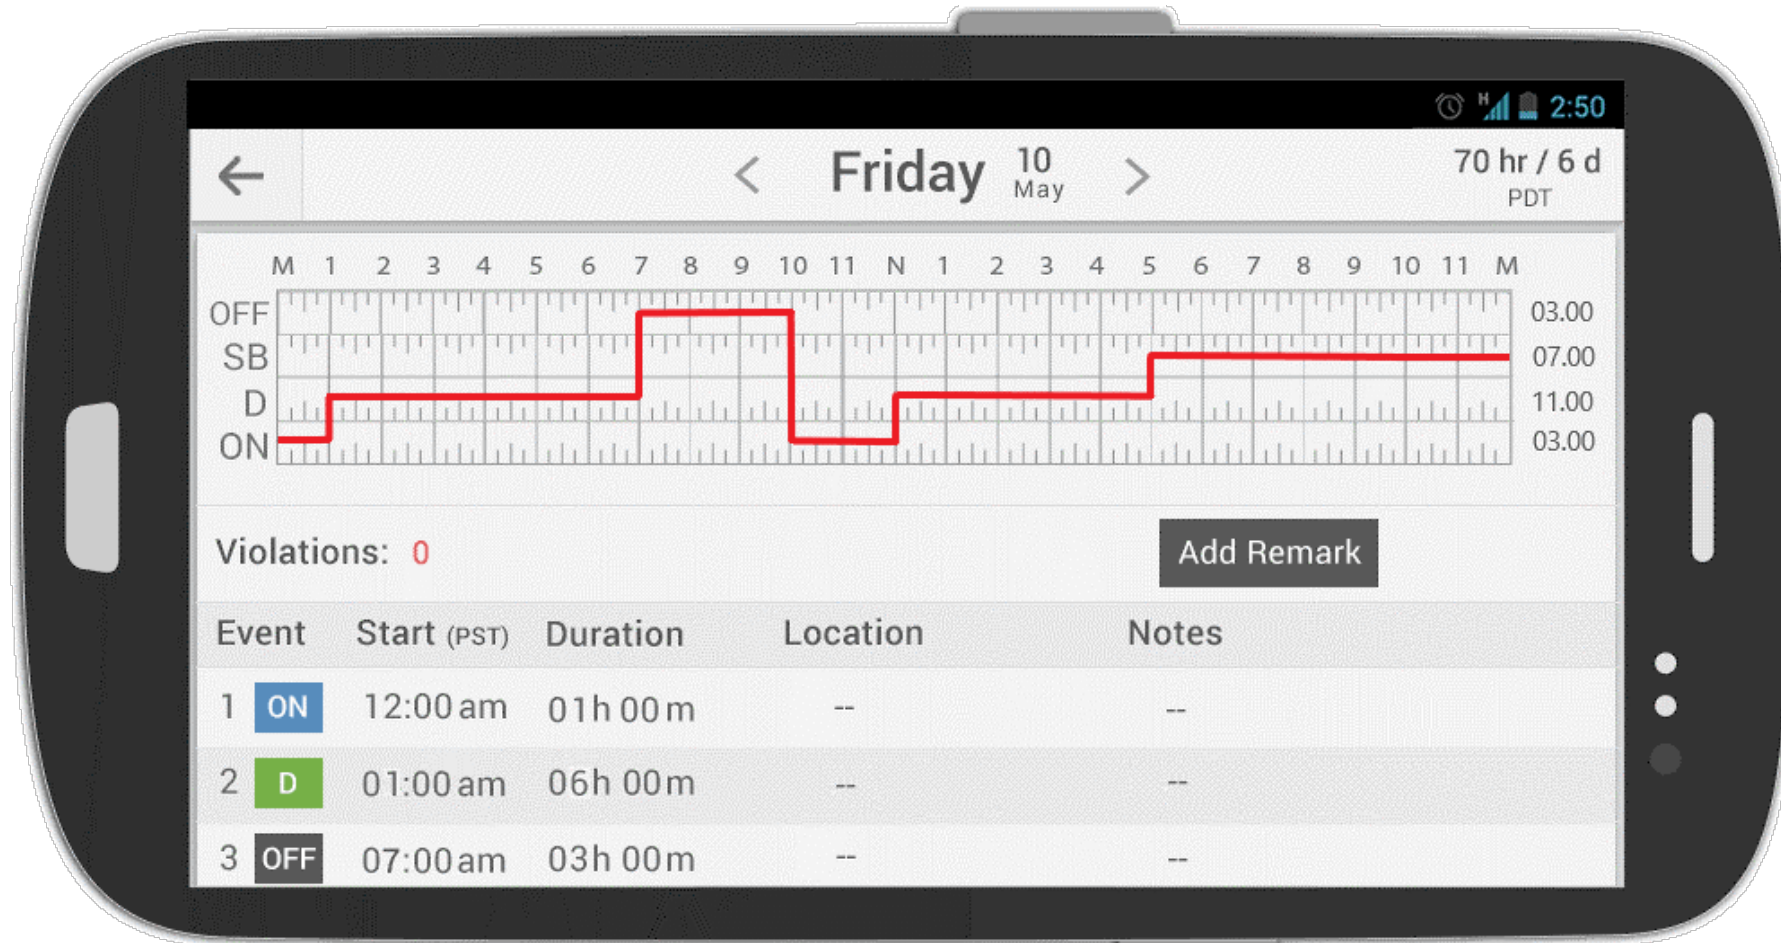 H 2:50
Friday 10 May 70 hr / 6 d
PDT
M 1 2 3 4 5 6 7 8 9 10 11 N 1 2 3 4 5 6 7 8 9 10 11 M
OFF 03.00
SB 07.00
D 11.00
ON 03.00
Violations: 0 Add Remark
Event Start (PST) Duration Location Notes
1 ON 12:00 am 01h 00m -- --
2 D 01:00 am 06h 00m -- --
3 OFF 07:00 am 03h 00m -- --